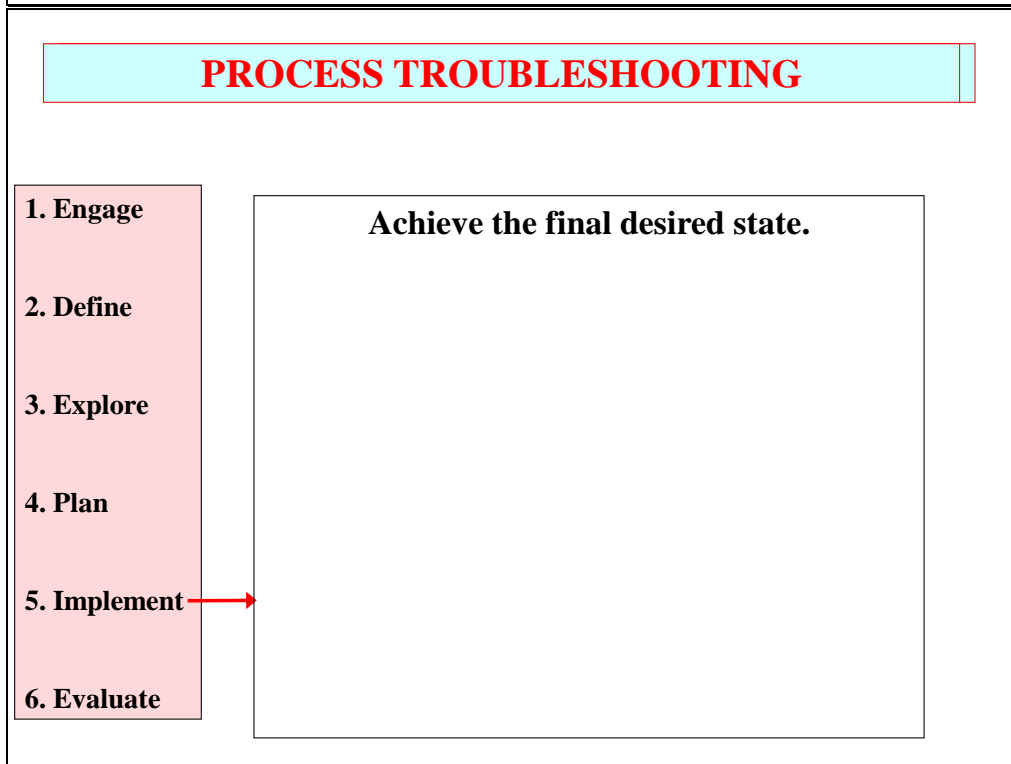 PROCESS TROUBLESHOOTING
1. Engage
2. Define
3. Explore
4. Plan
5. Implement
6. Evaluate
Achieve the final desired state.